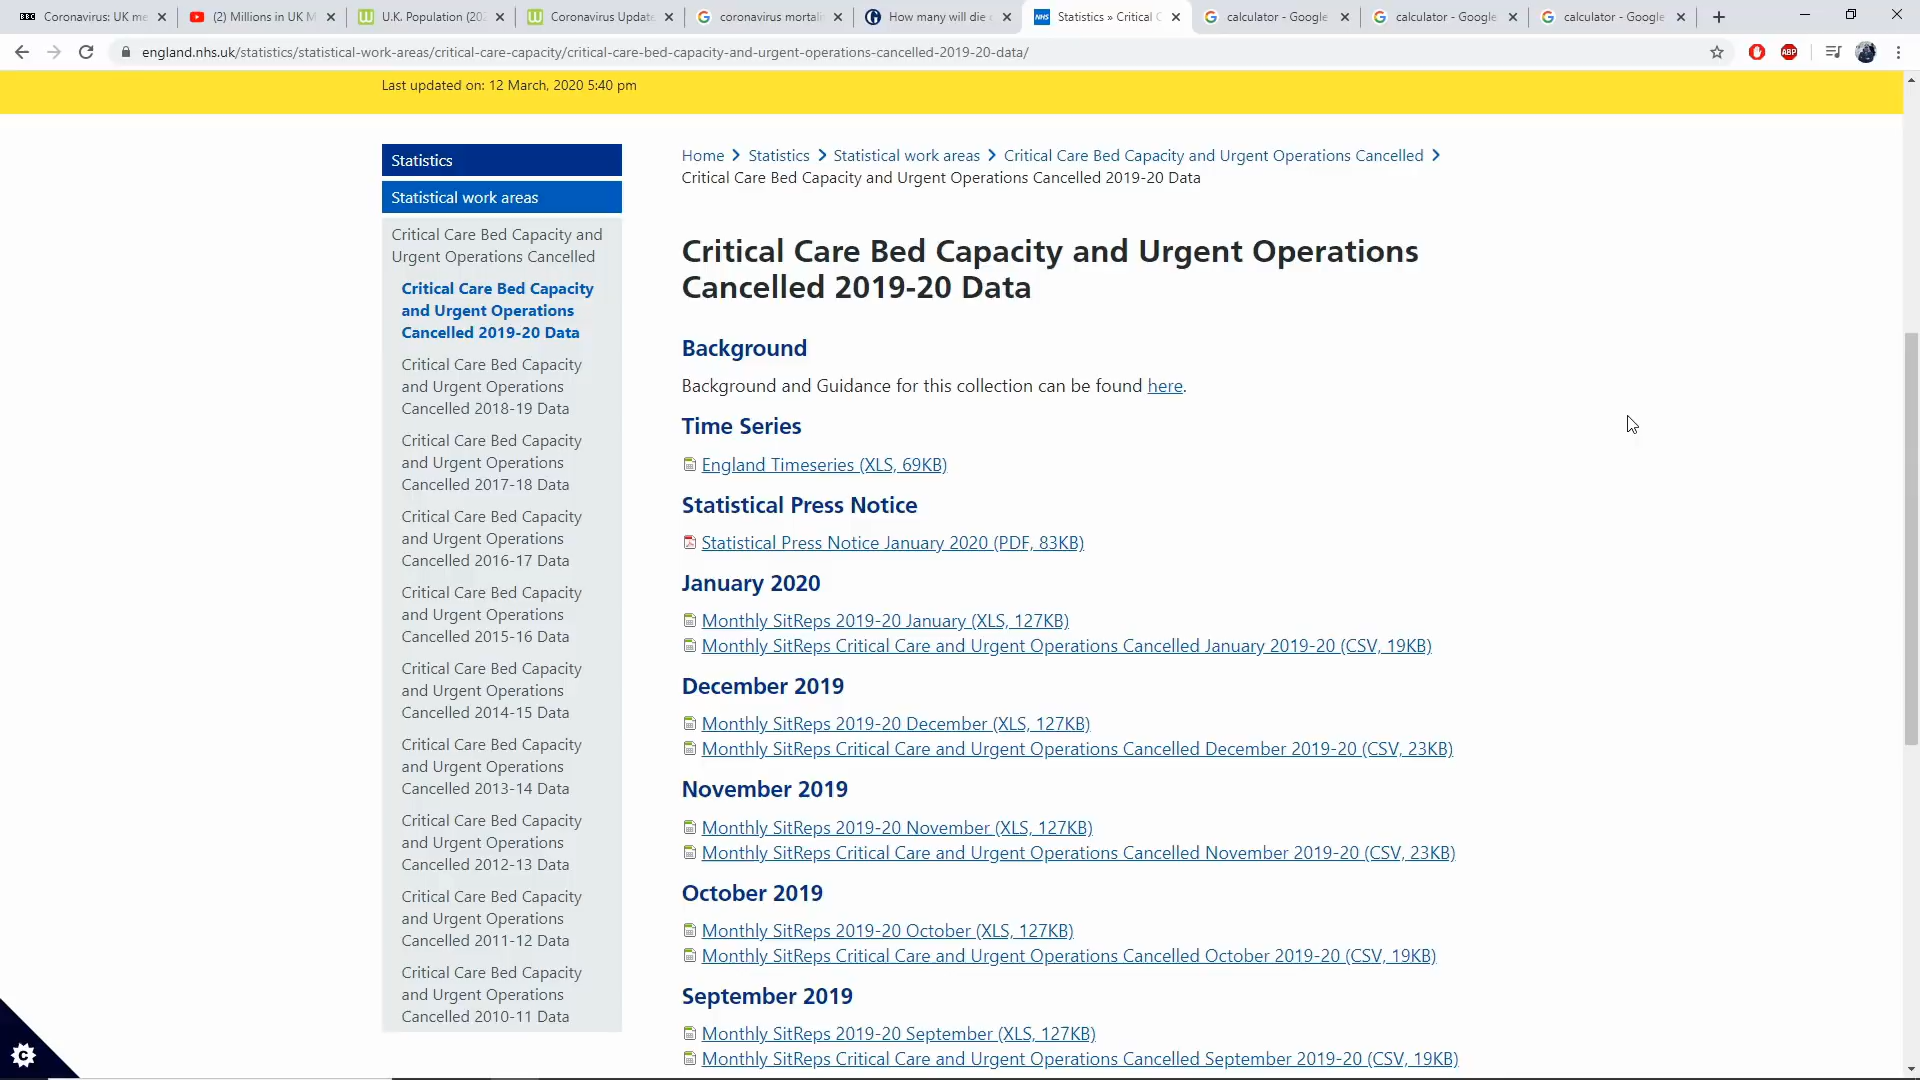 BBC Coronavirus: UK me
(2) Millions in UK M
U.K. Population (202
Coronavirus Update
coronavirus mortali
How many will die
NHS Statistics » Critical C
calculator - Google
calculator - Google
calculator - Google
england.nhs.uk/statistics/statistical-work-areas/critical-care-capacity/critical-care-bed-capacity-and-urgent-operations-cancelled-2019-20-data/
ABP
Last updated on: 12 March, 2020 5:40 pm
Statistics
Statistical work areas
Critical Care Bed Capacity and
Urgent Operations Cancelled
Critical Care Bed Capacity
and Urgent Operations
Cancelled 2019-20 Data
Critical Care Bed Capacity
and Urgent Operations
Cancelled 2018-19 Data
Critical Care Bed Capacity
and Urgent Operations
Cancelled 2017-18 Data
Critical Care Bed Capacity
and Urgent Operations
Cancelled 2016-17 Data
Critical Care Bed Capacity
and Urgent Operations
Cancelled 2015-16 Data
Critical Care Bed Capacity
and Urgent Operations
Cancelled 2014-15 Data
Critical Care Bed Capacity
and Urgent Operations
Cancelled 2013-14 Data
Critical Care Bed Capacity
and Urgent Operations
Cancelled 2012-13 Data
Critical Care Bed Capacity
and Urgent Operations
Cancelled 2011-12 Data
Critical Care Bed Capacity
and Urgent Operations
Cancelled 2010-11 Data
Home > Statistics > Statistical work areas > Critical Care Bed Capacity and Urgent Operations Cancelled >
Critical Care Bed Capacity and Urgent Operations Cancelled 2019-20 Data
Critical Care Bed Capacity and Urgent Operations
Cancelled 2019-20 Data
Background
Background and Guidance for this collection can be found here.
Time Series
England Timeseries (XLS, 69KB)
Statistical Press Notice
Statistical Press Notice January 2020 (PDF, 83KB)
January 2020
Monthly SitReps 2019-20 January (XLS, 127KB)
Monthly SitReps Critical Care and Urgent Operations Cancelled January 2019-20 (CSV, 19KB)
December 2019
Monthly SitReps 2019-20 December (XLS, 127KB)
Monthly SitReps Critical Care and Urgent Operations Cancelled December 2019-20 (CSV, 23KB)
November 2019
Monthly SitReps 2019-20 November (XLS, 127KB)
Monthly SitReps Critical Care and Urgent Operations Cancelled November 2019-20 (CSV, 23KB)
October 2019
Monthly SitReps 2019-20 October (XLS, 127KB)
Monthly SitReps Critical Care and Urgent Operations Cancelled October 2019-20 (CSV, 19KB)
September 2019
Monthly SitReps 2019-20 September (XLS, 127KB)
Monthly SitReps Critical Care and Urgent Operations Cancelled September 2019-20 (CSV, 19KB)